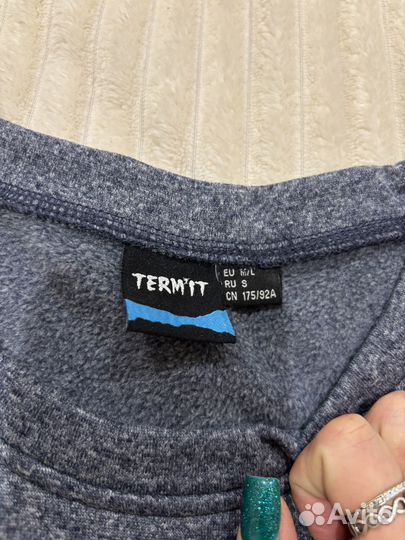 TERM'IT
EU M/L
RU S
CN 175/92A
Avito